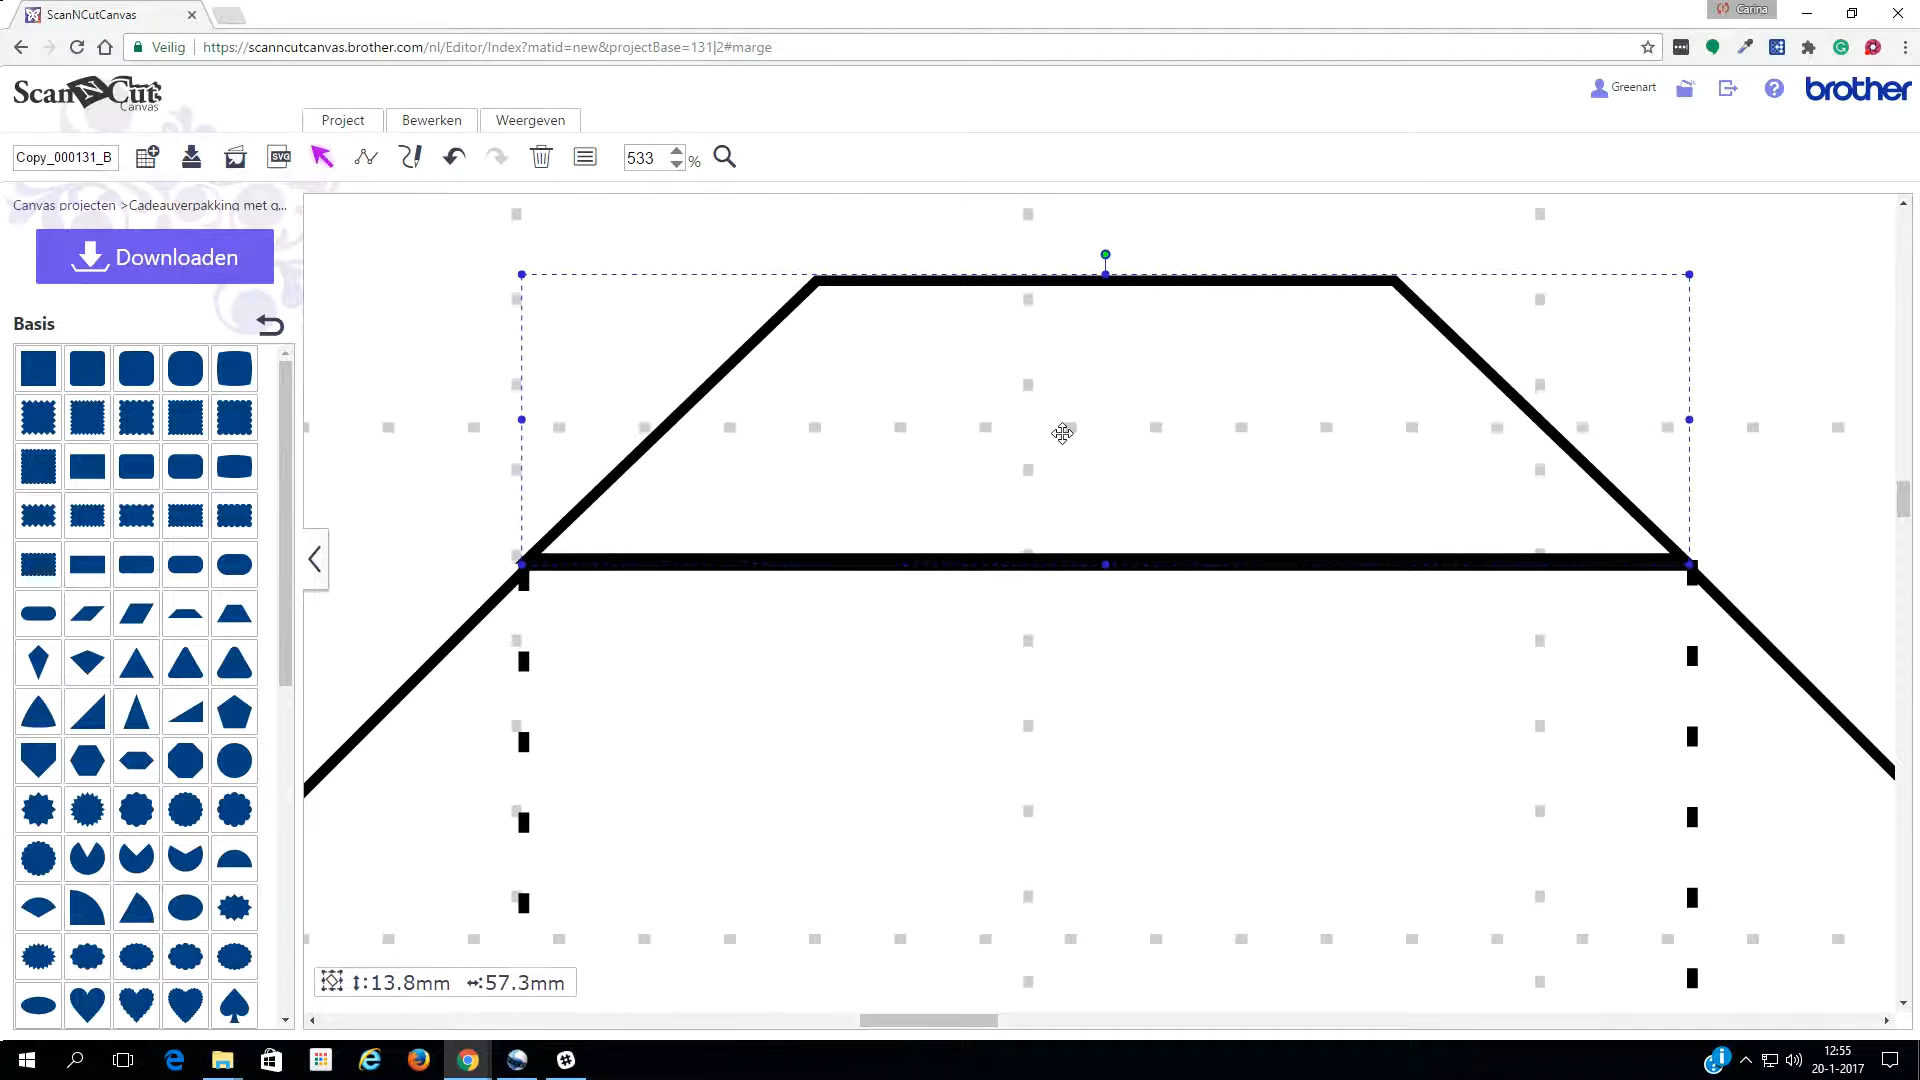 ScanNCutCanvas
Carina
Veilig
https://scanncutcanvas.brother.com/nl/Editor/Index?matid=new&projectBase=131|2#marge
ScanNCut
Canvas
Greenart
brother
Project
Bewerken
Weergeven
Copy_000131_B
SVG
533
%
Canvas projecten >Cadeauverpakking met g...
Downloaden
Basis
13.8mm
57.3mm
12:55
20-1-2017